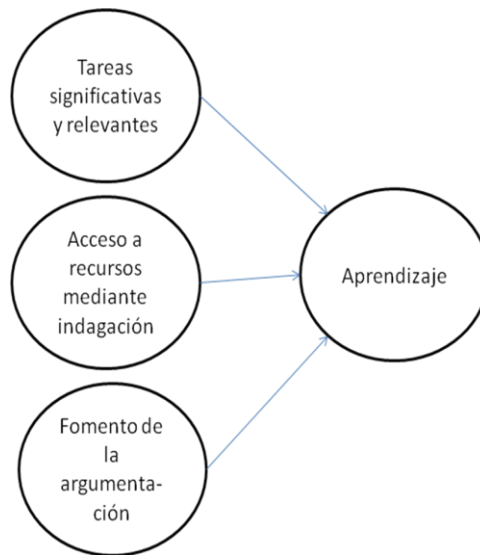 Tareas
significativas
y relevantes
Acceso a
recursos
mediante
indagación
Aprendizaje
Fomento de
la
argumenta-
ción